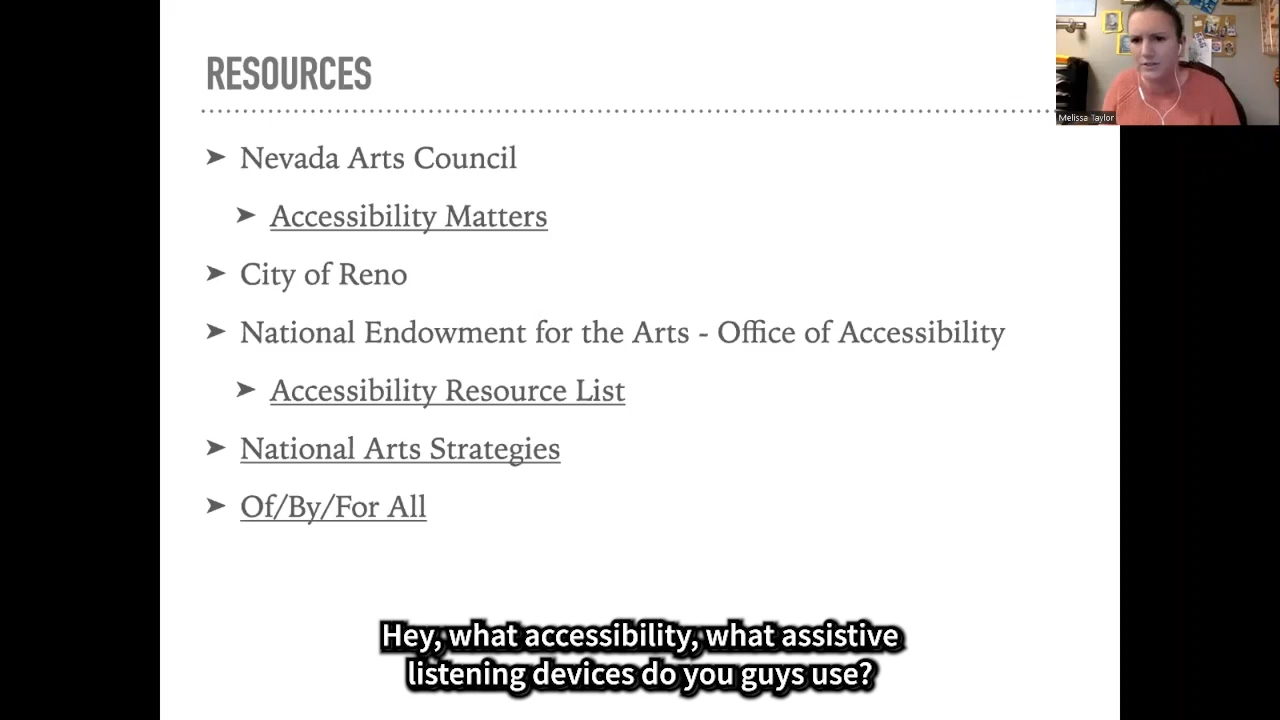 RESOURCES
Melissa Taylor
➤ Nevada Arts Council
➤ Accessibility Matters
➤ City of Reno
➤ National Endowment for the Arts - Office of Accessibility
➤ Accessibility Resource List
➤ National Arts Strategies
➤ Of/By/For All
Hey, what accessibility, what assistive
listening devices do you guys use?